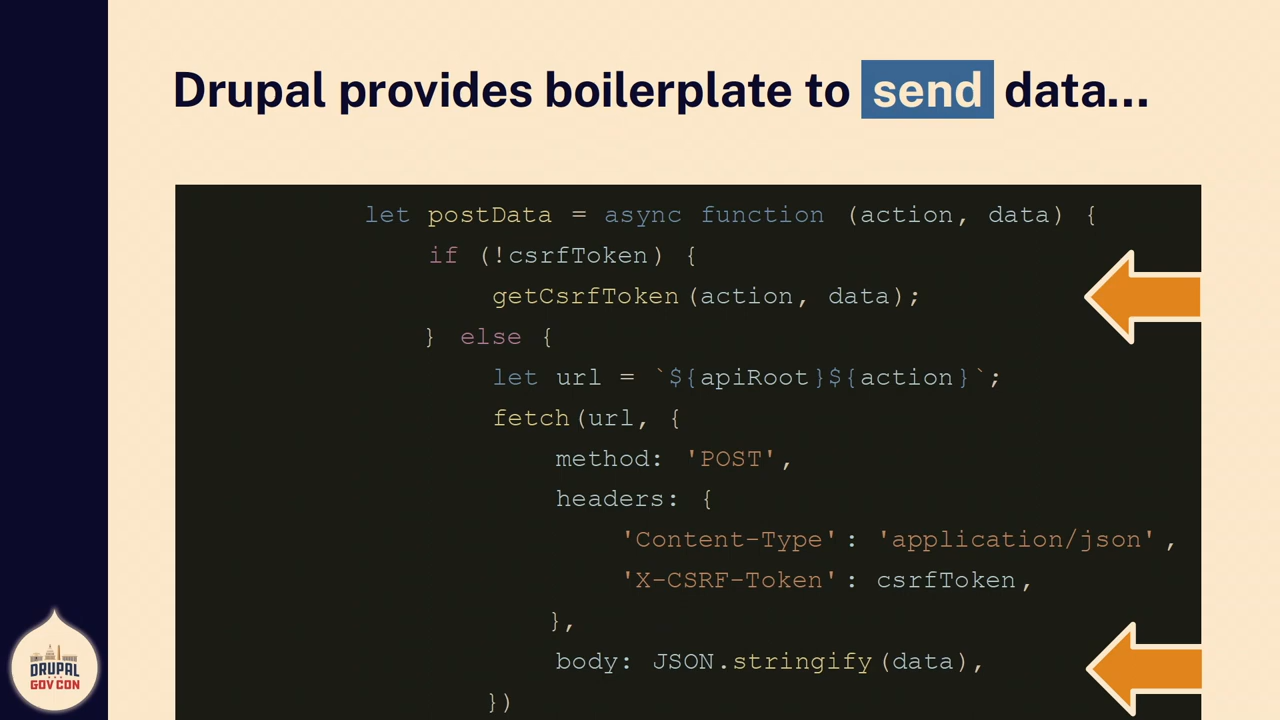 Drupal provides boilerplate to send data...
let postData = async function (action, data) {
if (!csrfToken) {
getCsrfToken(action, data);
} else {
let url = `${apiRoot}${action}`;
fetch(url, {
method: 'POST',
headers: {
'Content-Type': 'application/json',
'X-CSRF-Token': csrfToken,
},
body: JSON.stringify(data),
})
DRUPAL
GOV CON